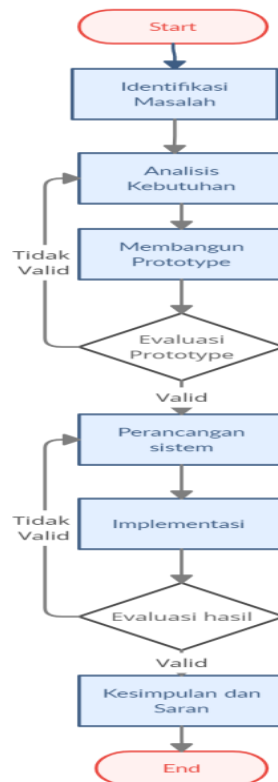 Start
Identifikasi
Masalah
Analisis
Kebutuhan
Tidak
Valid
Membangun
Prototype
Evaluasi
Prototype
Valid
Perancangan
sistem
Tidak
Valid
Implementasi
Evaluasi hasil
Valid
Kesimpulan dan
Saran
End